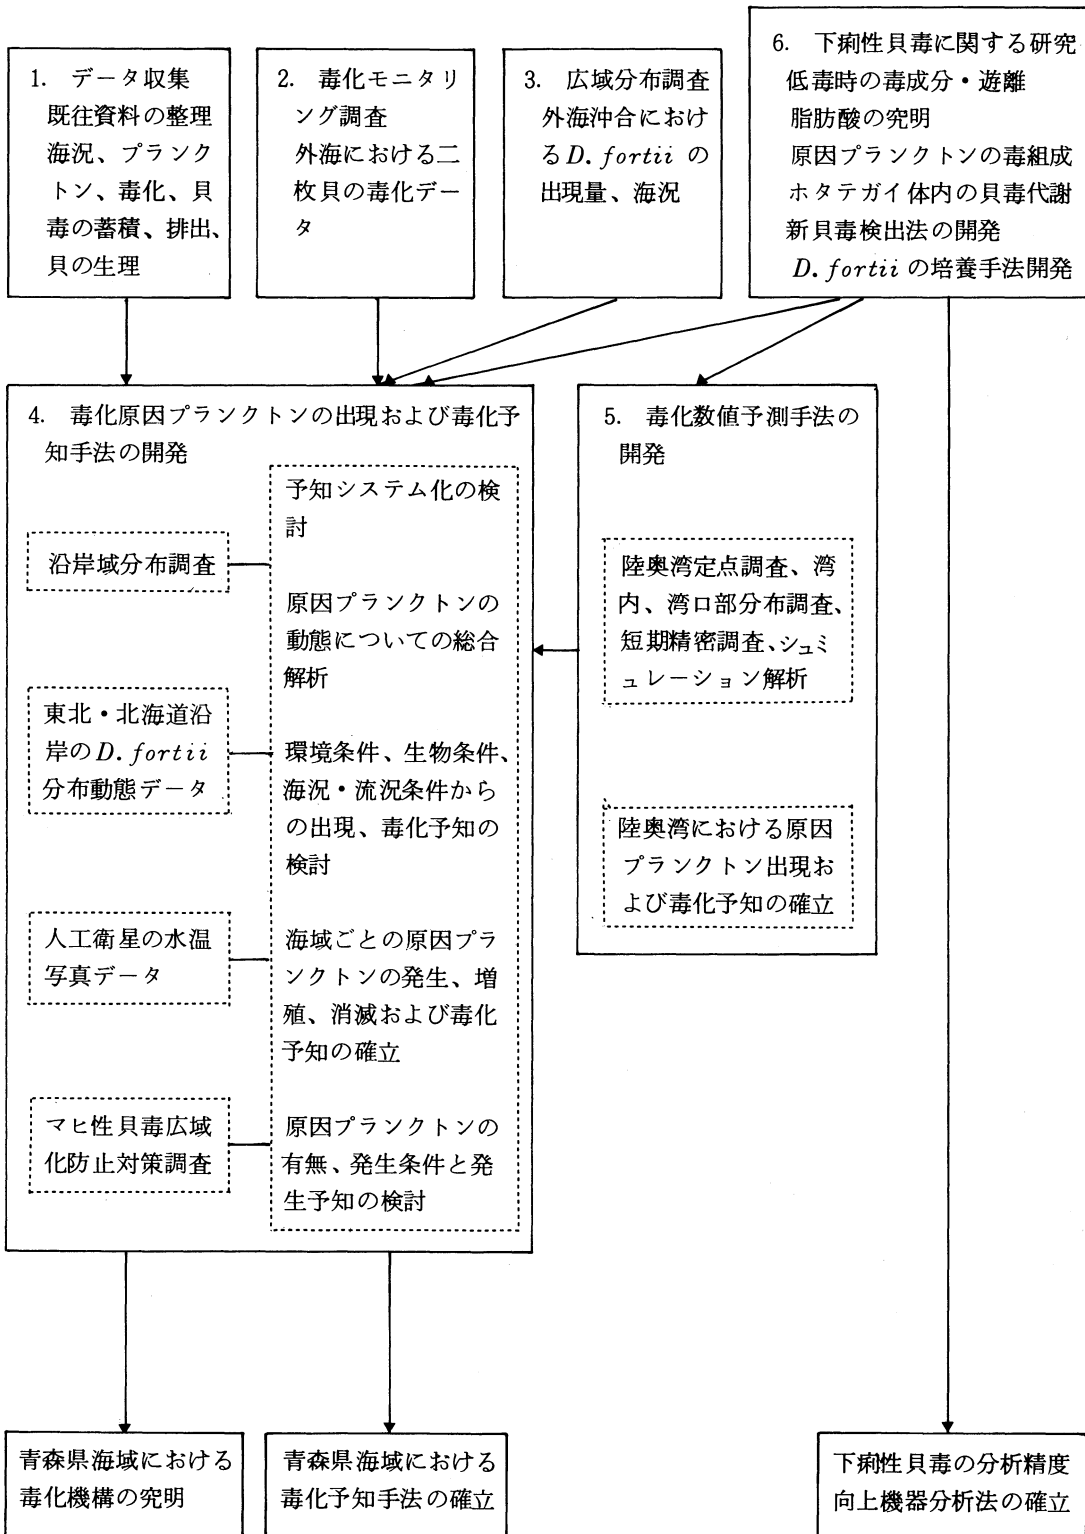 1. データ収集
既往資料の整理
海況、プランク
トン、毒化、貝
毒の蓄積、排出、
貝の生理
2. 毒化モニタリ
ング調査
外海における二
枚貝の毒化デー
タ
3. 広域分布調査
外海沖合におけ
るD. fortii の
出現量、海況
6. 下痢性貝毒に関する研究
低毒時の毒成分・遊離
脂肪酸の究明
原因プランクトンの毒組成
ホタテガイ体内の貝毒代謝
新貝毒検出法の開発
D. fortii の培養手法開発
4. 毒化原因プランクトンの出現および毒化予
知手法の開発
沿岸域分布調査
東北・北海道沿
岸のD. fortii
分布動態データ
人工衛星の水温
写真データ
マヒ性貝毒広域
化防止対策調査
予知システム化の検
討
原因プランクトンの
動態についての総合
解析
環境条件、生物条件、
海況・流況条件から
の出現、毒化予知の
検討
海域ごとの原因プラ
ンクトンの発生、増
殖、消滅および毒化
予知の確立
原因プランクトンの
有無、発生条件と発
生予知の検討
5. 毒化数値予測手法の
開発
陸奥湾定点調査、湾
内、湾口部分布調査、
短期精密調査、シュミ
ュレーション解析
陸奥湾における原因
プランクトン出現お
よび毒化予知の確立
青森県海域における
毒化機構の究明
青森県海域における
毒化予知手法の確立
下痢性貝毒の分析精度
向上機器分析法の確立